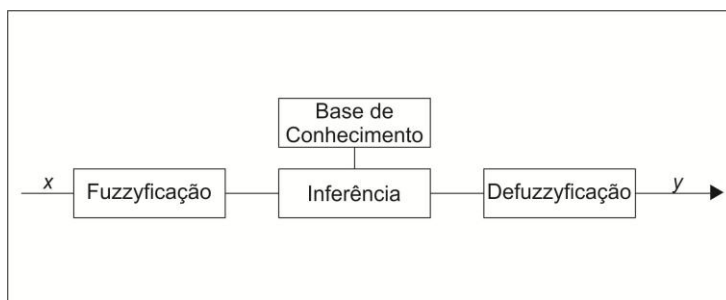 Base de
Conhecimento
x
Fuzzyficação
Inferência
Defuzzyficação
y